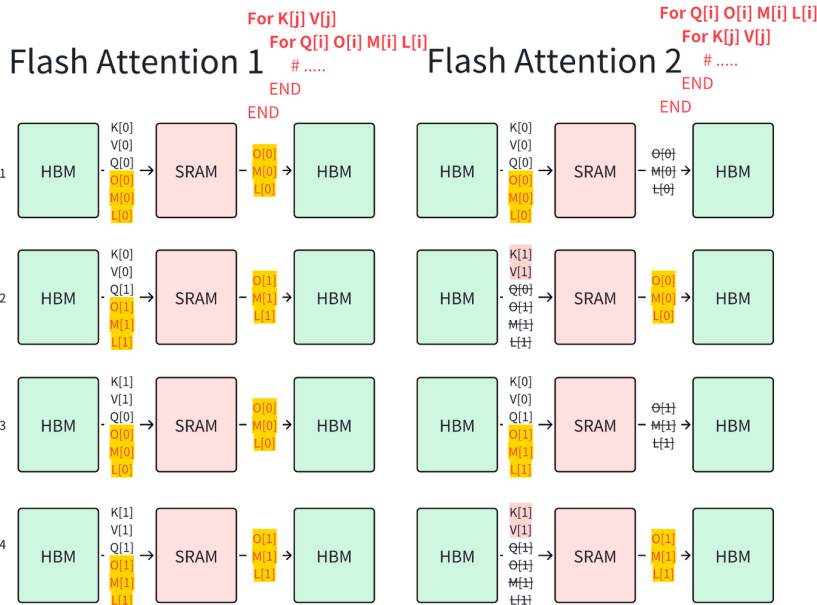 Flash Attention 1
For K[j] V[j]
For Q[i] O[i] M[i] L[i]
# .....
END
END
Flash Attention 2
For Q[i] O[i] M[i] L[i]
For K[j] V[j]
# .....
END
END
1
HBM
K[0]
V[0]
Q[0]
O[0]
M[0]
L[0]
SRAM
O[0]
M[0]
L[0]
HBM
HBM
K[0]
V[0]
Q[0]
O[0]
M[0]
L[0]
SRAM
O[0]
M[0]
L[0]
HBM
2
HBM
K[0]
V[0]
Q[1]
O[1]
M[1]
L[1]
SRAM
O[1]
M[1]
L[1]
HBM
HBM
K[1]
V[1]
Q[0]
O[1]
M[1]
L[1]
SRAM
O[0]
M[0]
L[0]
HBM
3
HBM
K[1]
V[1]
Q[0]
O[0]
M[0]
L[0]
SRAM
O[0]
M[0]
L[0]
HBM
HBM
K[0]
V[0]
Q[1]
O[1]
M[1]
L[1]
SRAM
O[1]
M[1]
L[1]
HBM
4
HBM
K[1]
V[1]
Q[1]
O[1]
M[1]
L[1]
SRAM
O[1]
M[1]
L[1]
HBM
HBM
K[1]
V[1]
Q[1]
O[1]
M[1]
L[1]
SRAM
O[1]
M[1]
L[1]
HBM